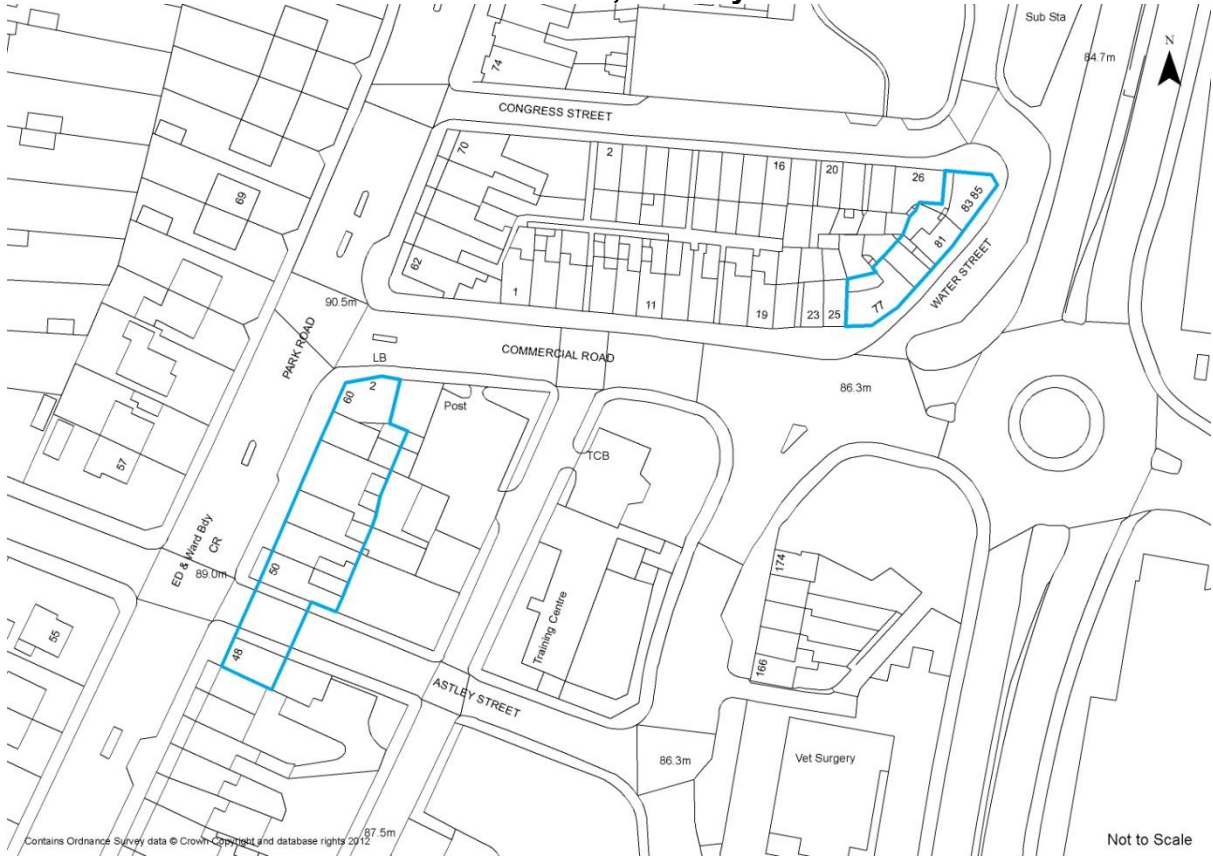 Sub Sta
N
84.7m
74
CONGRESS STREET
70
2
16
20
26
83 85
69
81
WATER STREET
62
1
11
19
23
25
77
90.5m
PARK ROAD
COMMERCIAL ROAD
LB
86.3m
60
2
Post
57
TCB
ED & Ward Bdy
CR
50
89.0m
174
Training Centre
55
48
166
ASTLEY STREET
86.3m
Vet Surgery
87.5m
Contains Ordnance Survey data © Crown Copyright and database rights 2012
Not to Scale